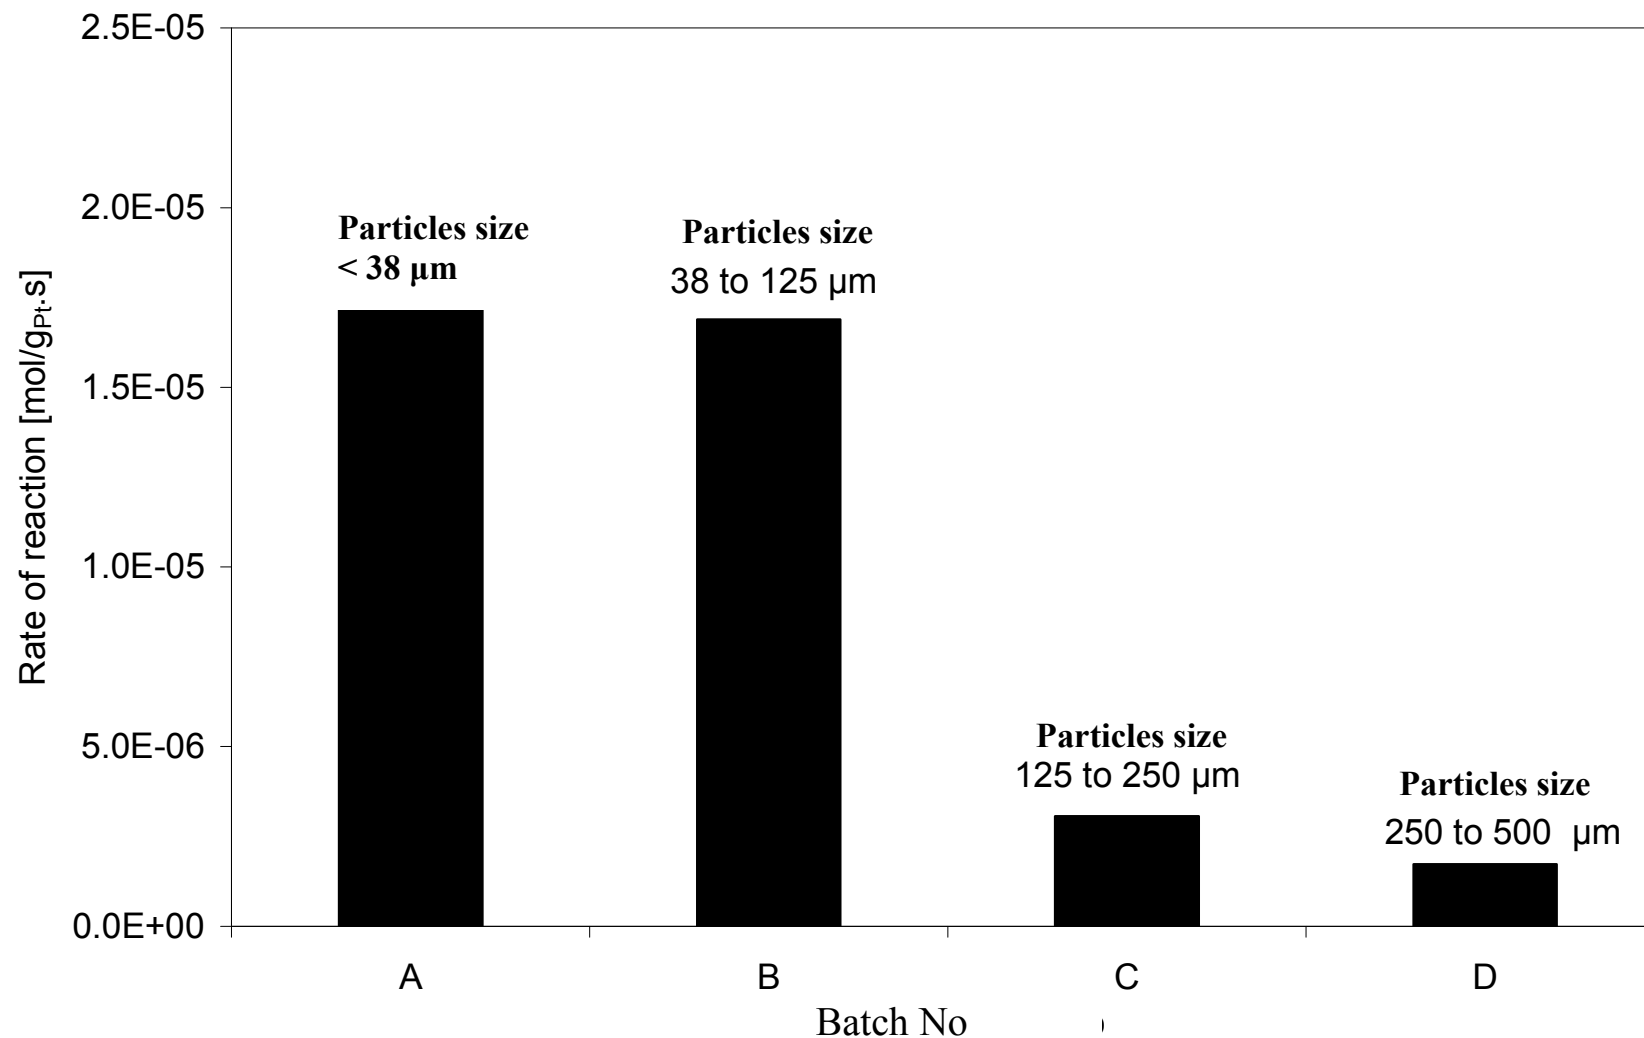 2.5E-05
2.0E-05
1.5E-05
1.0E-05
5.0E-06
0.0E+00
Rate of reaction [mol/gPt.s]
Particles size
< 38 µm
Particles size
38 to 125 µm
Particles size
125 to 250 µm
Particles size
250 to 500 µm
A
B
C
D
Batch No